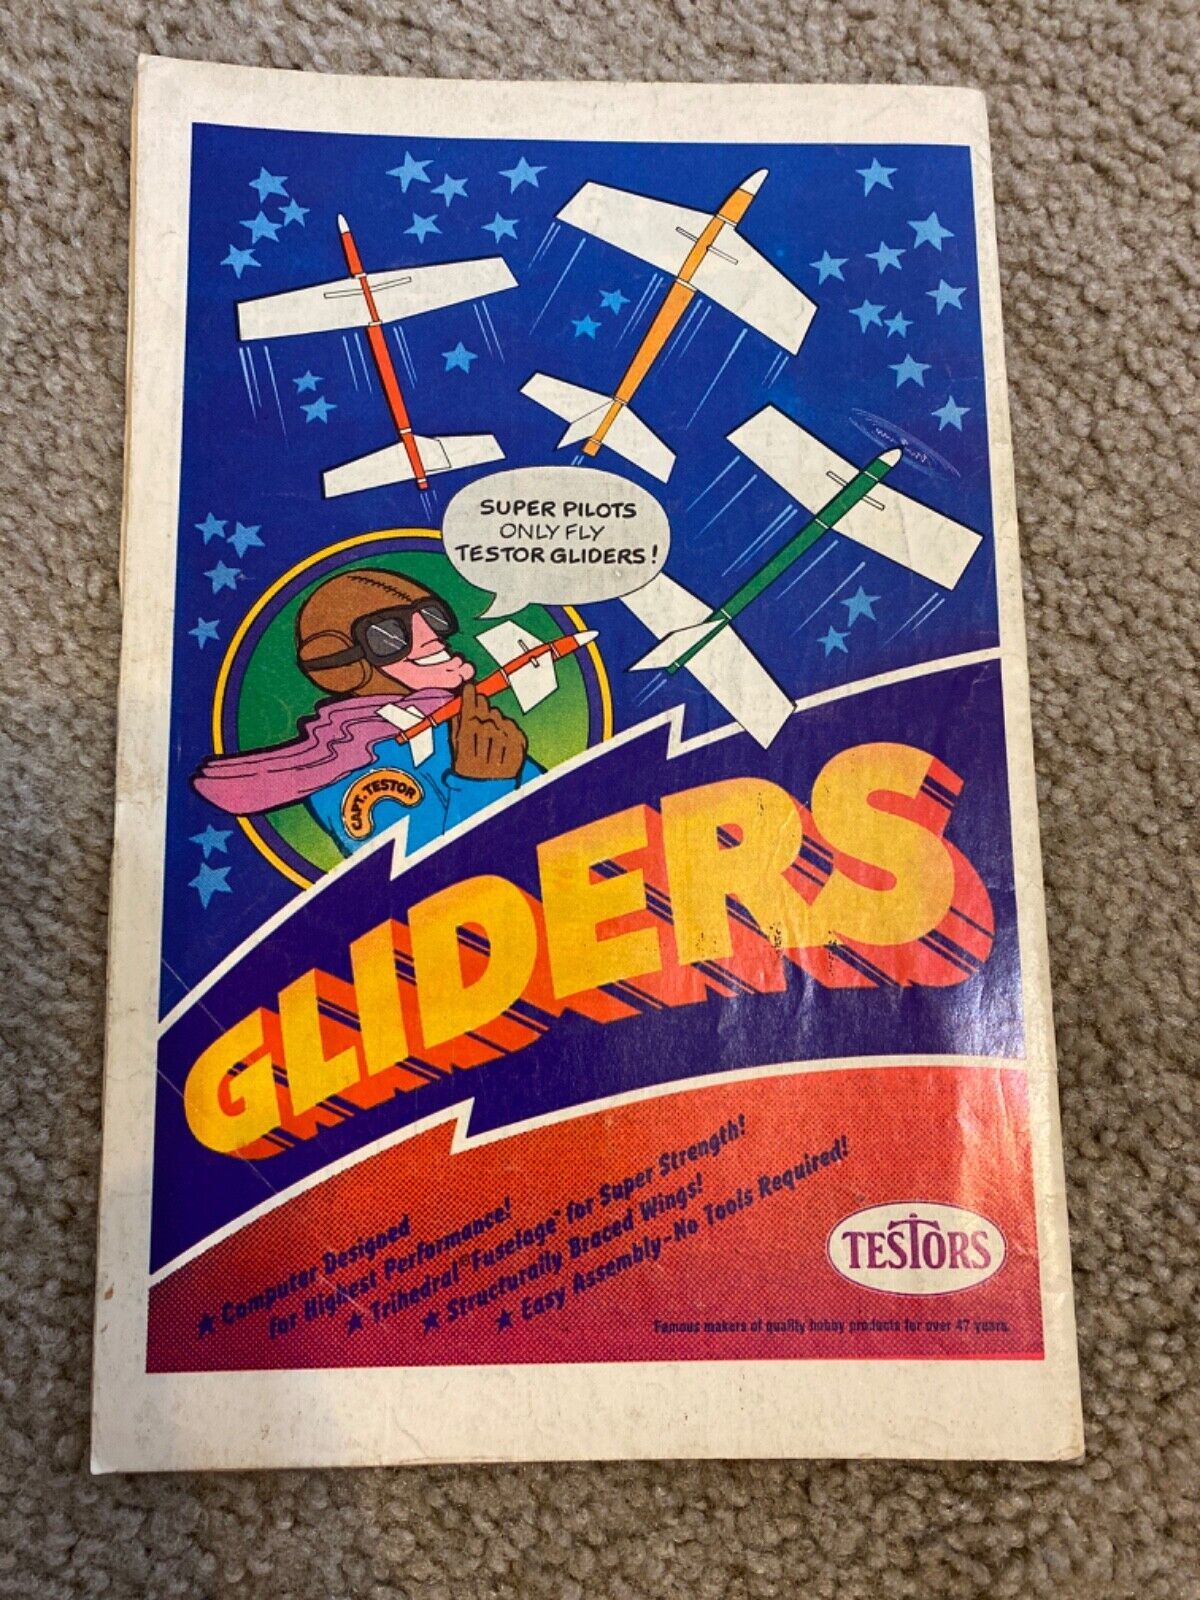 SUPER PILOTS
ONLY FLY
TESTOR GLIDERS!
CAPT. TESTOR
GLIDERS
★ Computer Designed
for Highest Performance!
★ Trihedral® Fuselage for Super Strength!
★ Structurally Braced Wings!
★ Easy Assembly-No Tools Required!
TESTORS
Famous makers of quality hobby products for over 47 years.